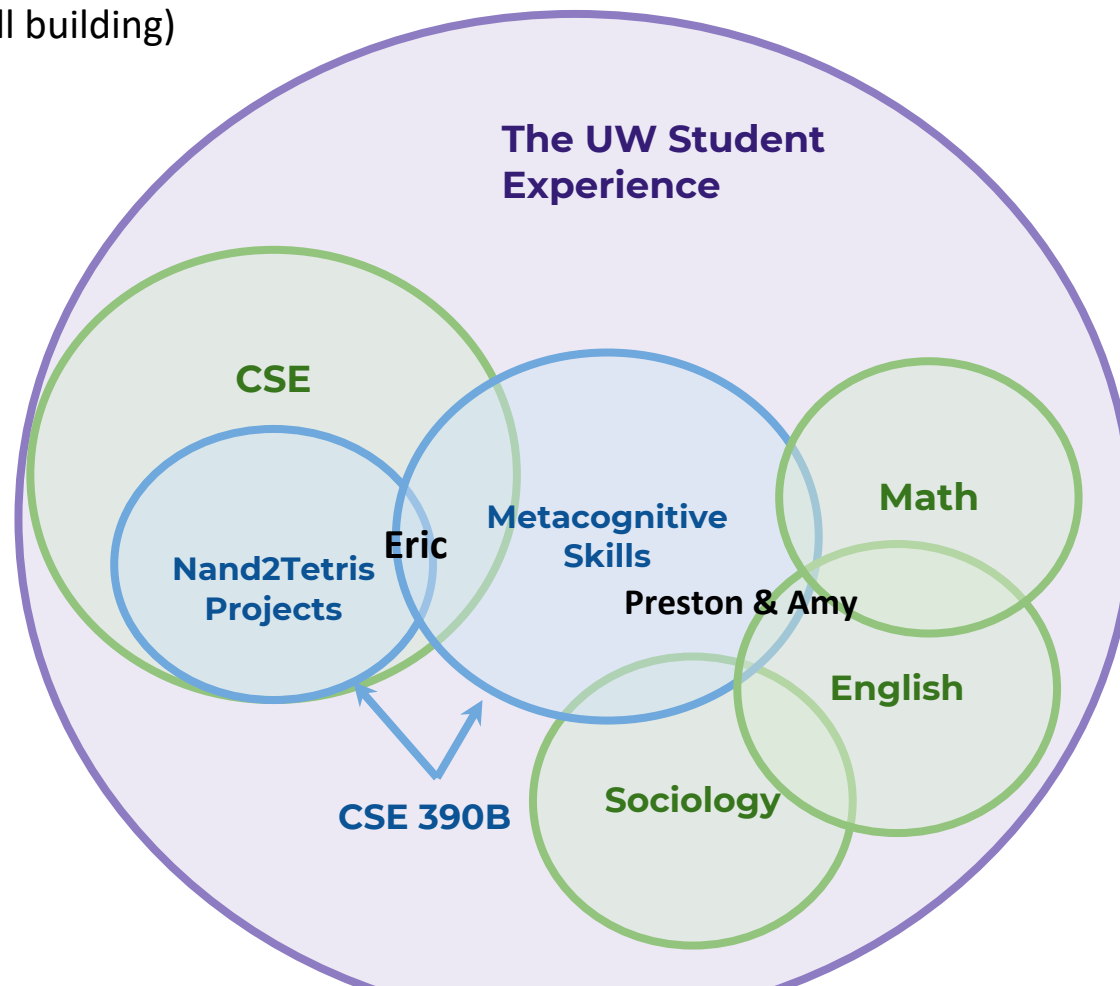 ll building)
The UW Student
Experience
CSE
Math
Metacognitive
Skills
Eric
Nand2Tetris
Projects
Preston & Amy
English
Sociology
CSE 390B